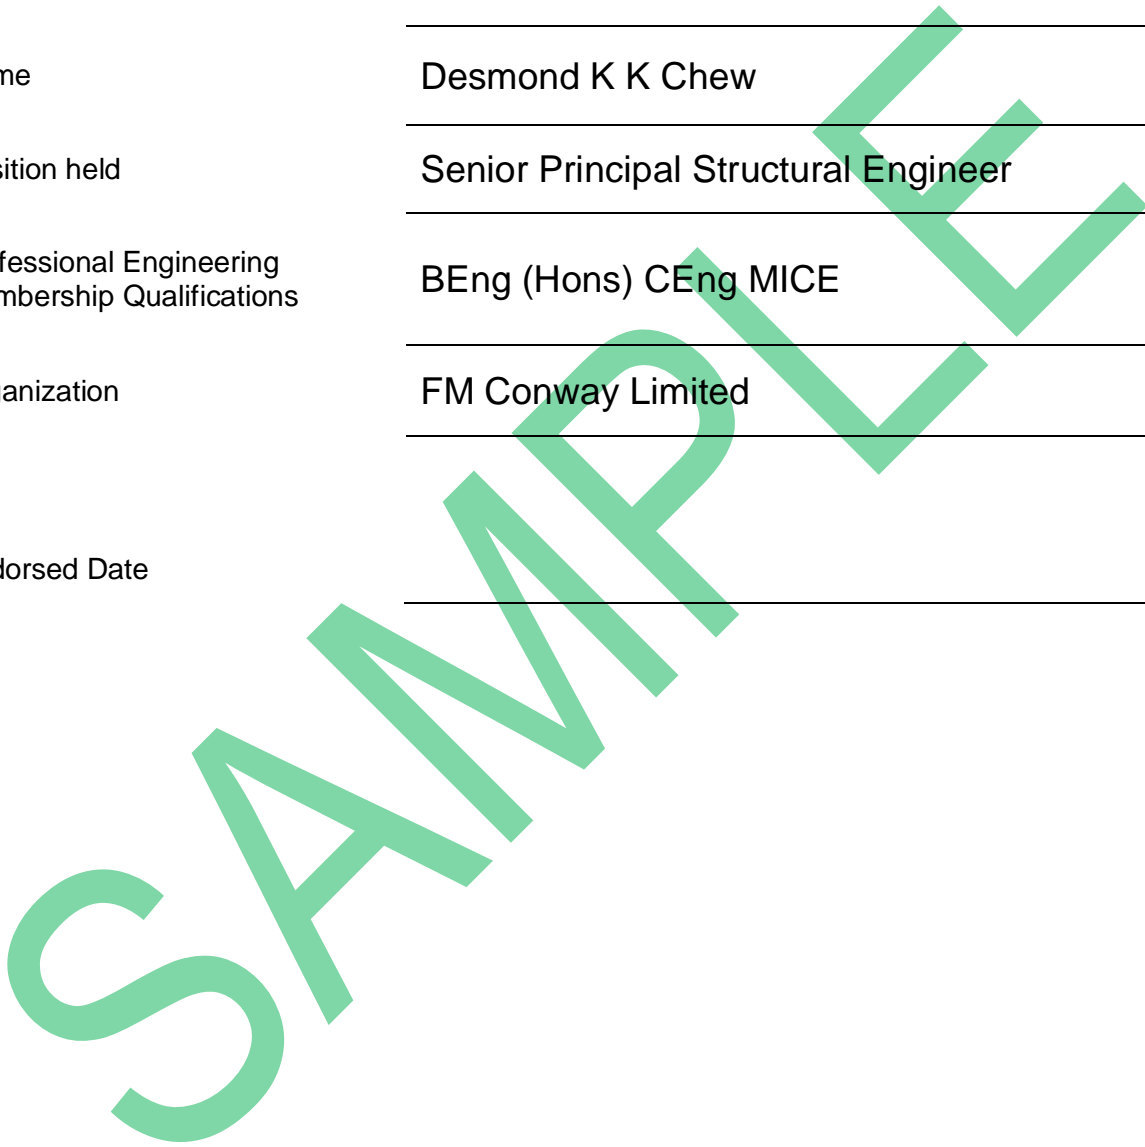 me Desmond K K Chew
sition held Senior Principal Structural Engineer
fessional Engineering
mbership Qualifications BEng (Hons) CEng MICE
ganization FM Conway Limited
dorsed Date
SAMPLE